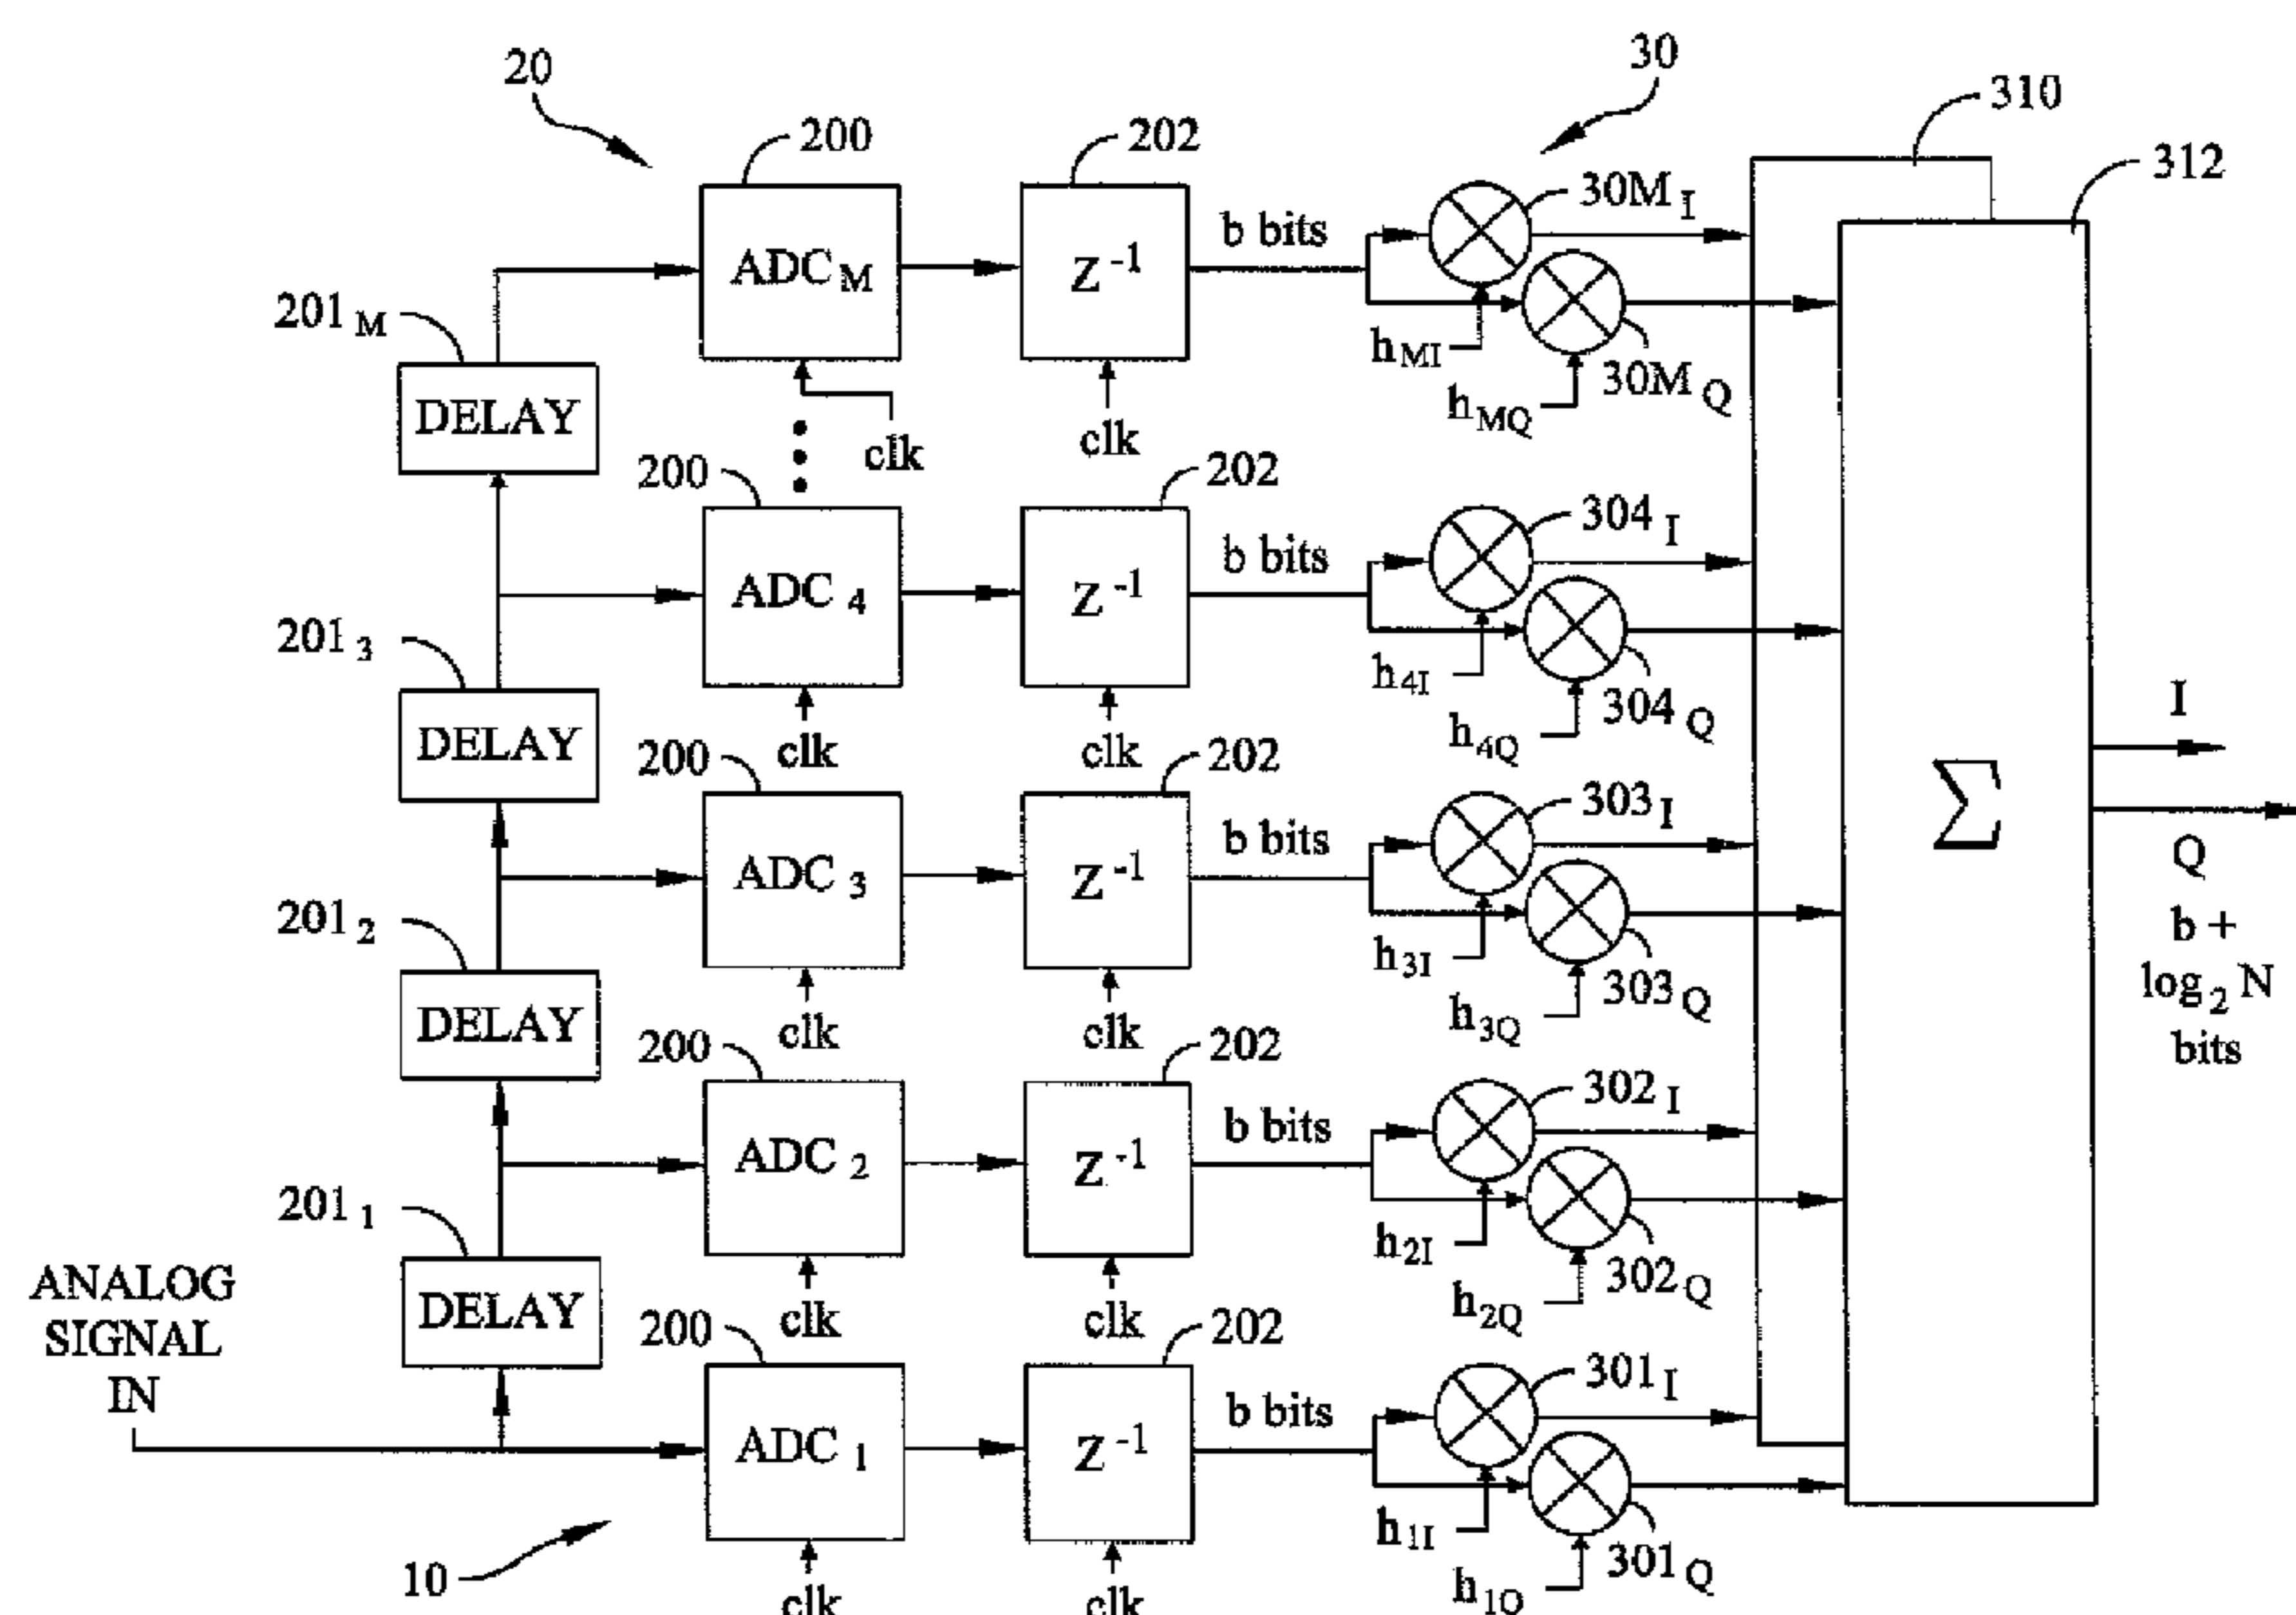 20
30
310
200
202
312
30M I
ADC M
Z -1
b bits
201 M
h MI
30M Q
DELAY
h MQ
clk
clk
200
202
304 I
ADC 4
Z -1
b bits
201 3
h 4I
304 Q
h 4Q
DELAY
clk
clk
I
200
202
303 I
Σ
ADC 3
Z -1
b bits
Q
201 2
h 3I
303 Q
b +
log 2 N
bits
h 3Q
DELAY
clk
clk
200
202
302 I
ADC 2
Z -1
b bits
201 1
h 2I
302 Q
h 2Q
ANALOG
SIGNAL
IN
DELAY
clk
clk
200
202
301 I
ADC 1
Z -1
b bits
h 1I
301 Q
10
h 1Q
clk
clk